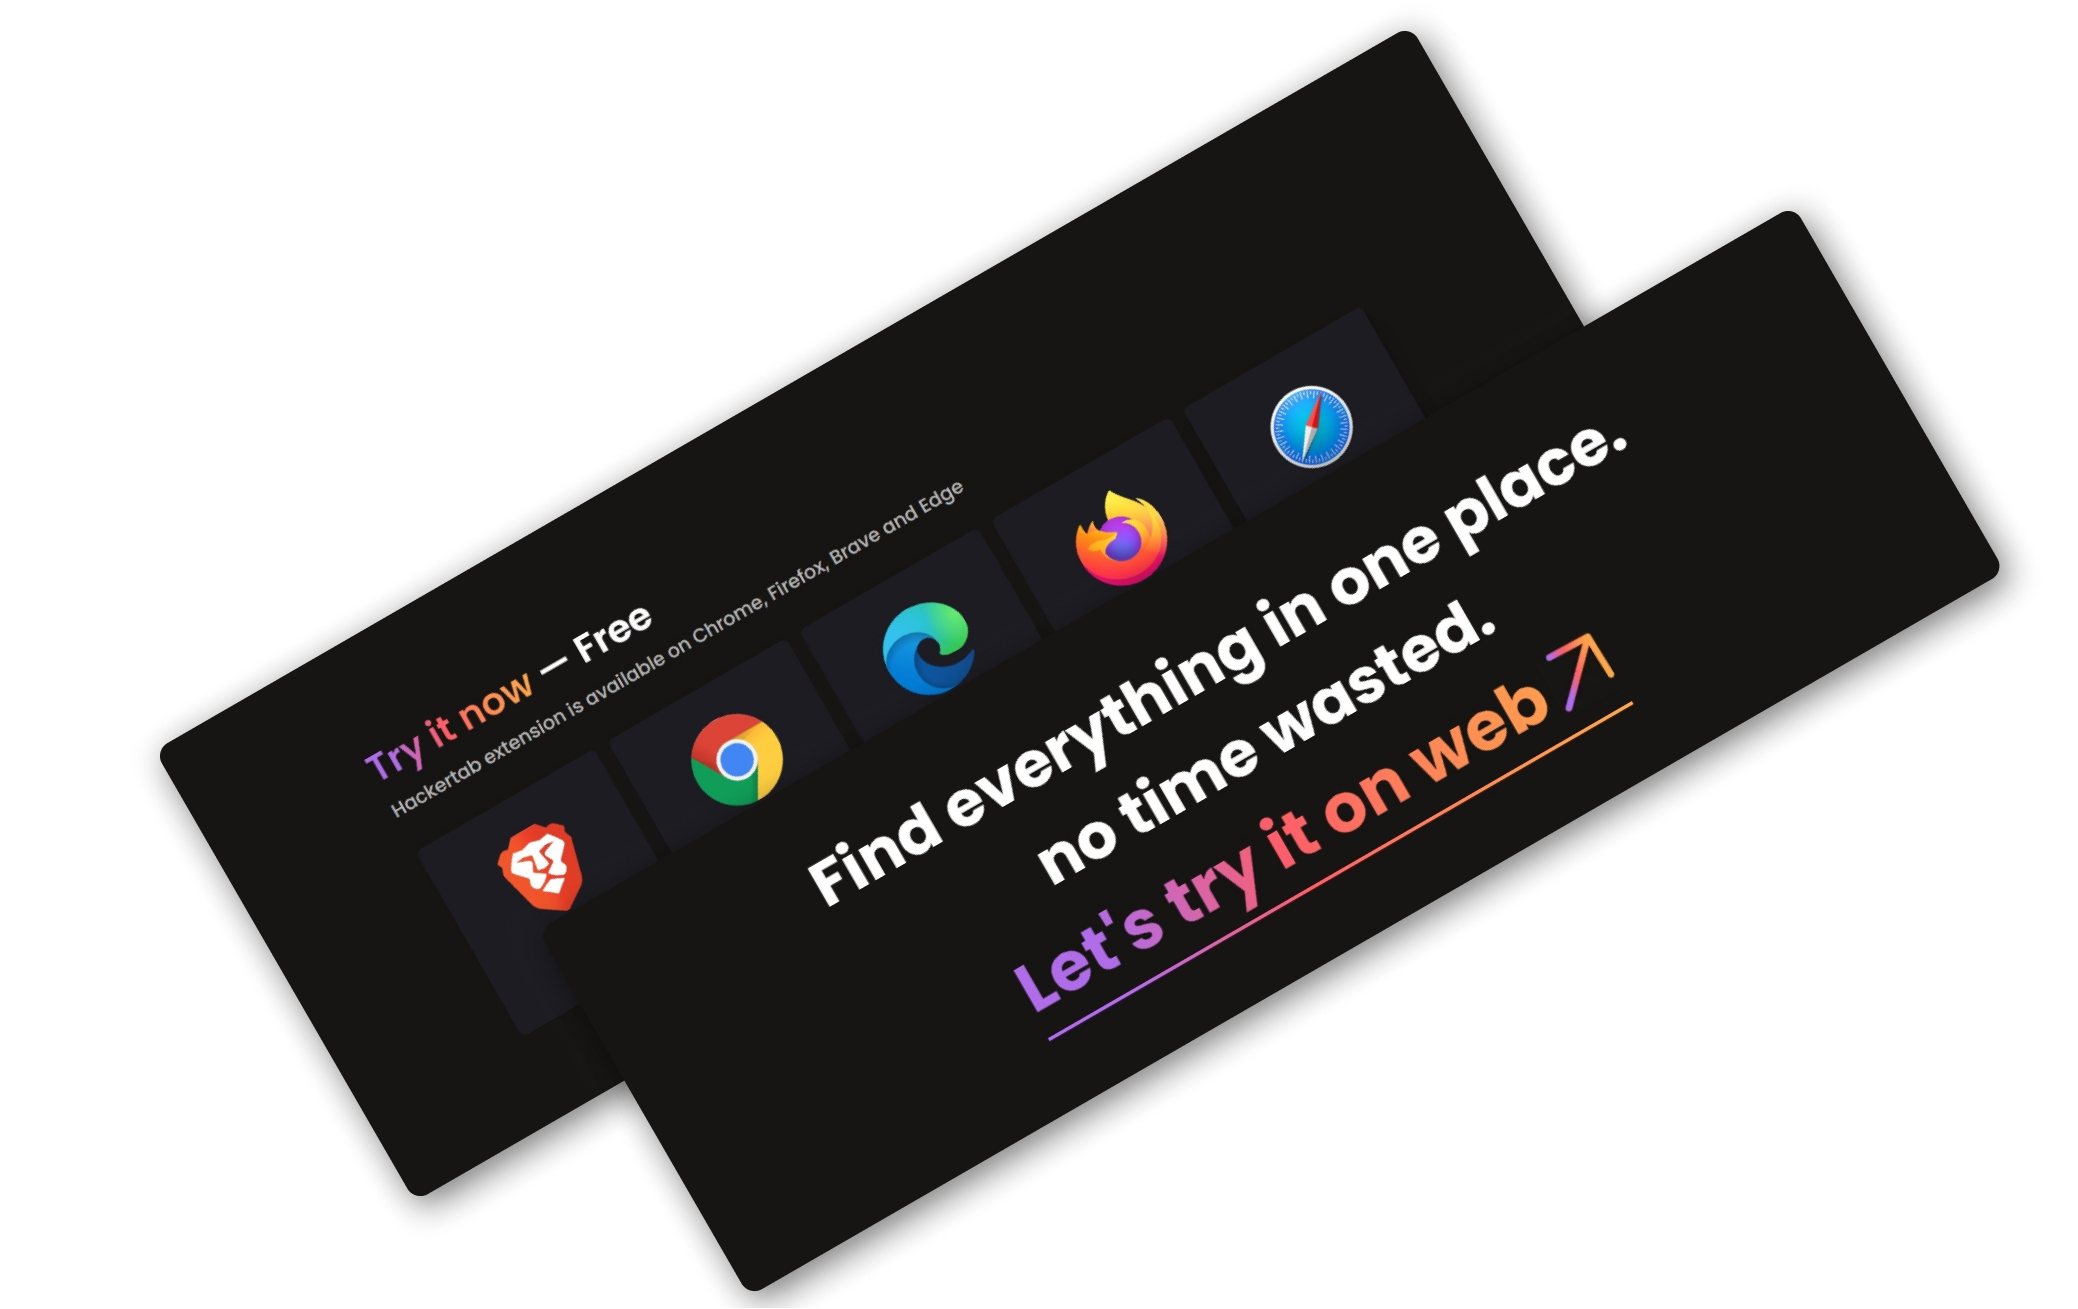 Try it now — Free
Hackertab extension is available on Chrome, Firefox, Brave and Edge
Find everything in one place.
no time wasted.
Let's try it on web